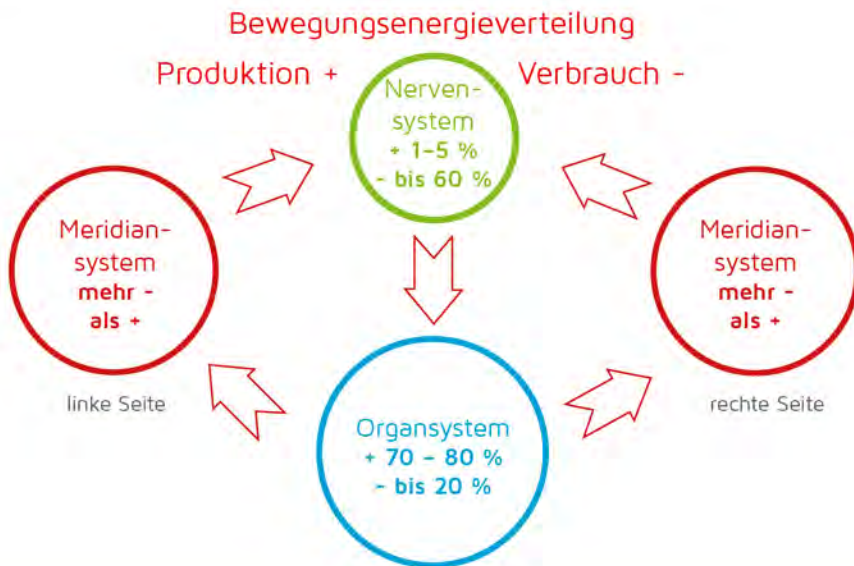 Bewegungsenergieverteilung
Produktion +
Verbrauch -
Nerven-
system
+ 1–5 %
- bis 60 %
Meridian-
system
mehr -
als +
linke Seite
Meridian-
system
mehr -
als +
rechte Seite
Organsystem
+ 70 – 80 %
- bis 20 %